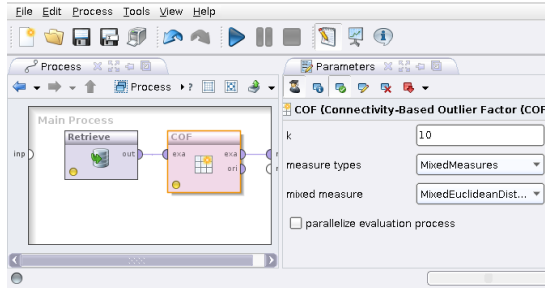 File Edit Process Tools View Help
Process
Parameters
Process ?
Main Process
Retrieve
COF
inp
out
exa
exa
ori
COF (Connectivity-Based Outlier Factor (COF
k
10
measure types
MixedMeasures
mixed measure
MixedEuclideanDist...
parallelize evaluation process